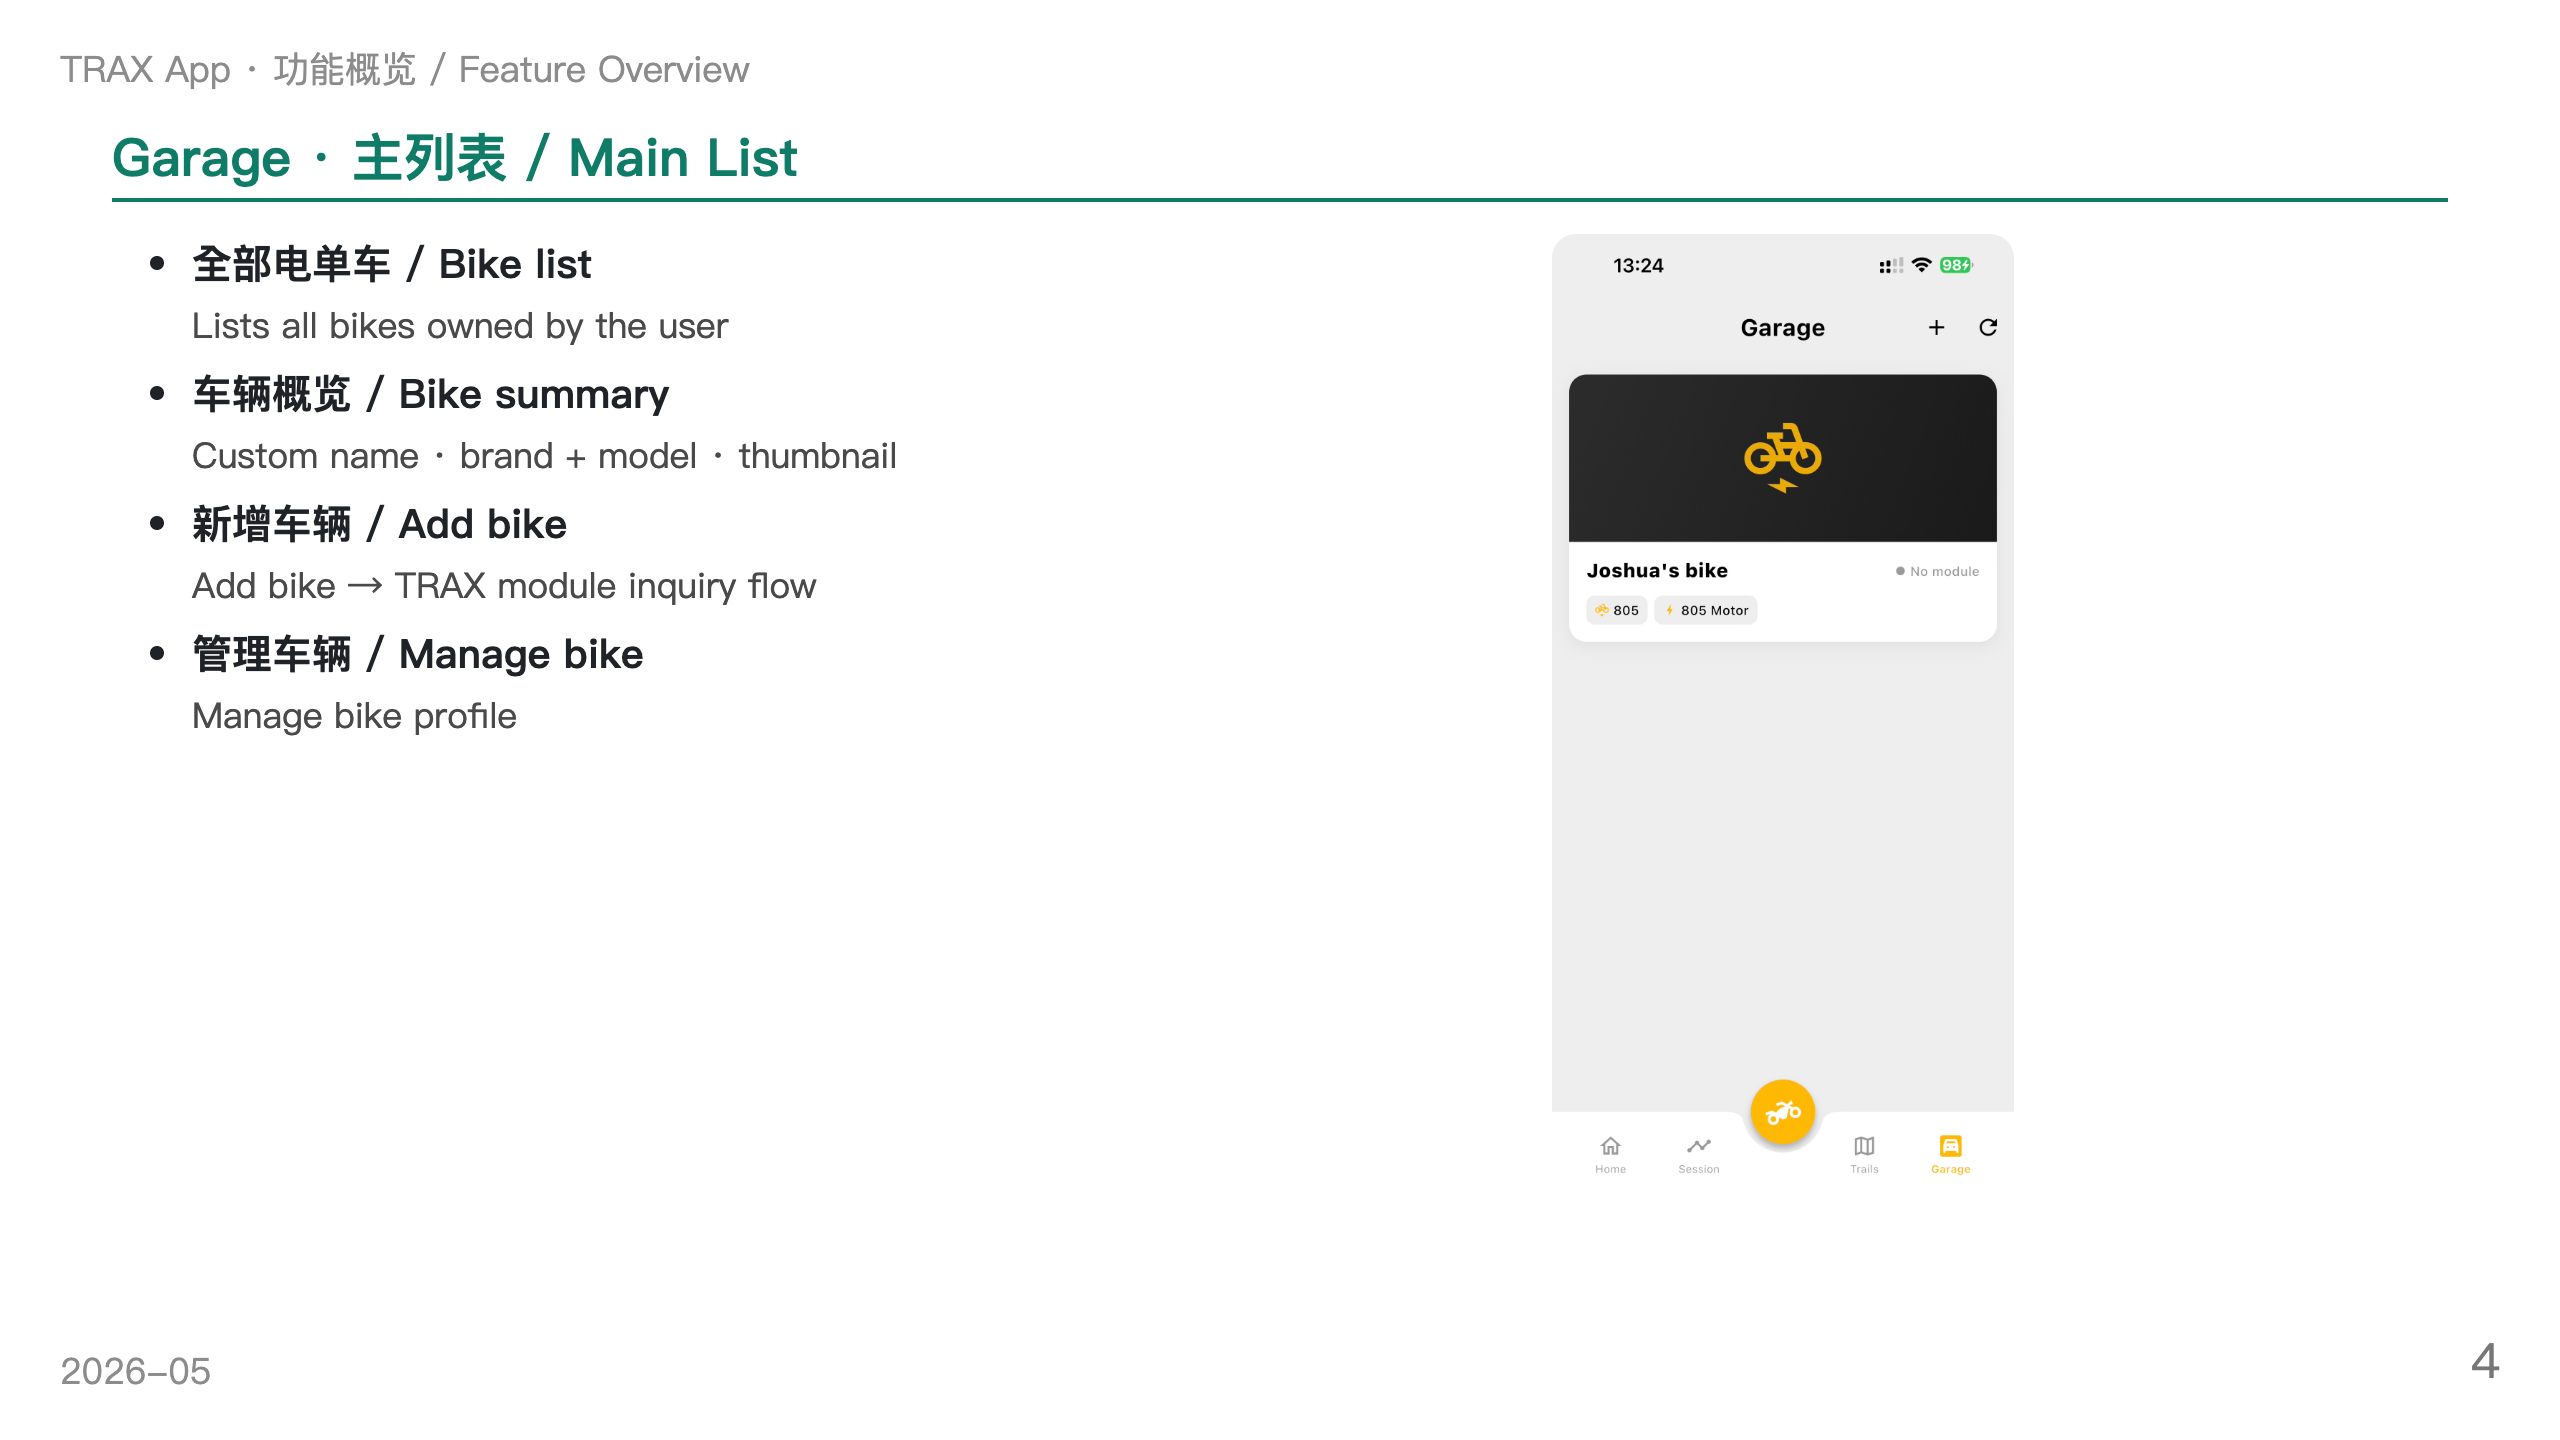 TRAX App · 功能概览 / Feature Overview
Garage · 主列表 / Main List
• 全部电单车 / Bike list
Lists all bikes owned by the user
• 车辆概览 / Bike summary
Custom name · brand + model · thumbnail
• 新增车辆 / Add bike
Add bike → TRAX module inquiry flow
• 管理车辆 / Manage bike
Manage bike profile
13:24
98
Garage
Joshua's bike
No module
805
805 Motor
Home
Session
Trails
Garage
2026-05
4